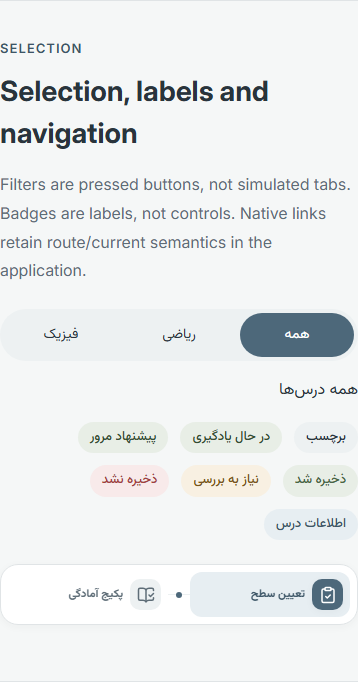 SELECTION
Selection, labels and
navigation
Filters are pressed buttons, not simulated tabs.
Badges are labels, not controls. Native links
retain route/current semantics in the
application.
همه ریاضی فیزیک
همه درس‌ها
برچسب در حال یادگیری پیشنهاد مرور
ذخیره شد نیاز به بررسی ذخیره نشد
اطلاعات درس
تعیین سطح پکیج آمادگی